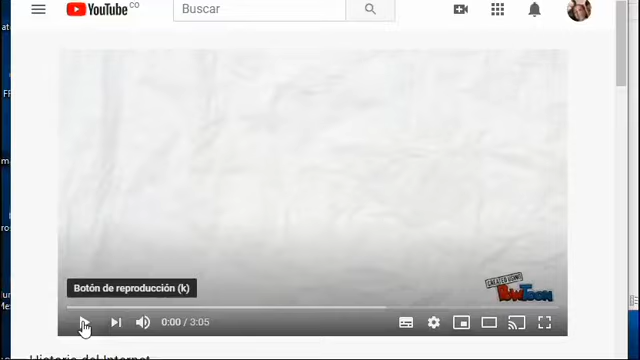 YouTube CO
Buscar
CREATED USING
PowToon
Botón de reproducción (k)
0:00 / 3:05
Historia del Internet